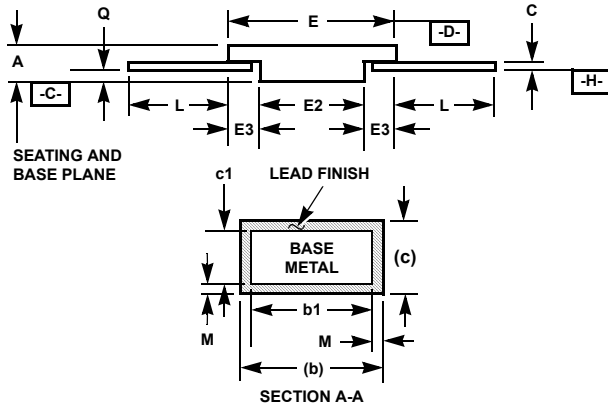 Q
E
-D-
C
A
-C-
-H-
L
E2
L
E3
E3
SEATING AND
BASE PLANE
c1
LEAD FINISH
BASE
METAL
(c)
b1
M
M
(b)
SECTION A-A